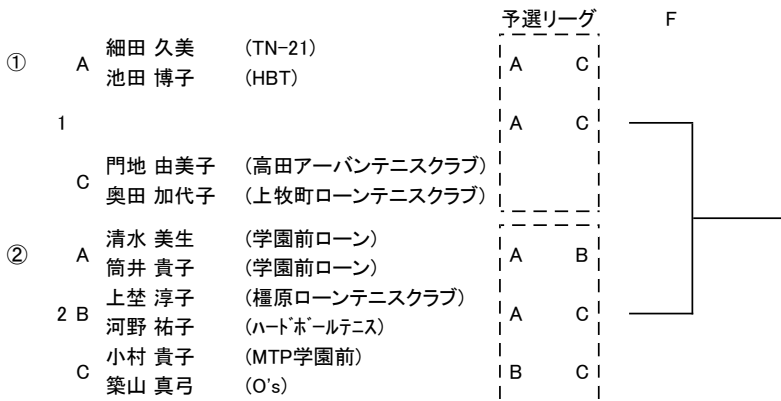 予選リーグ F
① A 細田 久美 (TN-21) A C
池田 博子 (HBT)
1 A C
C 門地 由美子 (高田アーバンテニスクラブ)
奥田 加代子 (上牧町ローンテニスクラブ)
② A 清水 美生 (学園前ローン) A B
筒井 貴子 (学園前ローン)
2 B 上埜 淳子 (橿原ローンテニスクラブ) A C
河野 祐子 (ハードボールテニス)
C 小村 貴子 (MTP学園前) B C
築山 真弓 (O's)